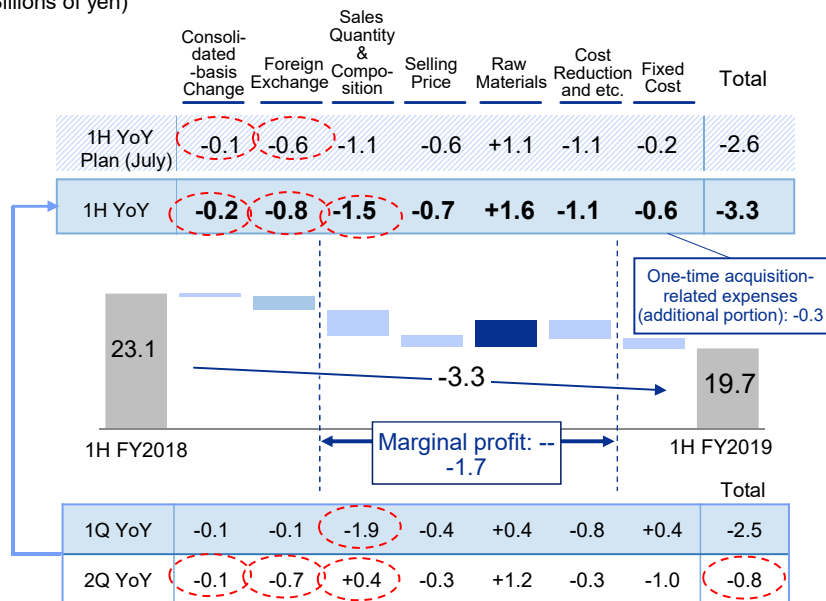 illions of yen)
Consoli-
dated
-basis
Change
Foreign
Exchange
Sales
Quantity
&
Compo-
sition
Selling
Price
Raw
Materials
Cost
Reduction
and etc.
Fixed
Cost
Total
1H YoY
Plan (July)
-0.1 -0.6 -1.1 -0.6 +1.1 -1.1 -0.2 -2.6
1H YoY -0.2 -0.8 -1.5 -0.7 +1.6 -1.1 -0.6 -3.3
One-time acquisition-
related expenses
(additional portion): -0.3
23.1
-3.3
19.7
1H FY2018
Marginal profit: --
-1.7
1H FY2019
Total
1Q YoY -0.1 -0.1 -1.9 -0.4 +0.4 -0.8 +0.4 -2.5
2Q YoY -0.1 -0.7 +0.4 -0.3 +1.2 -0.3 -1.0 -0.8